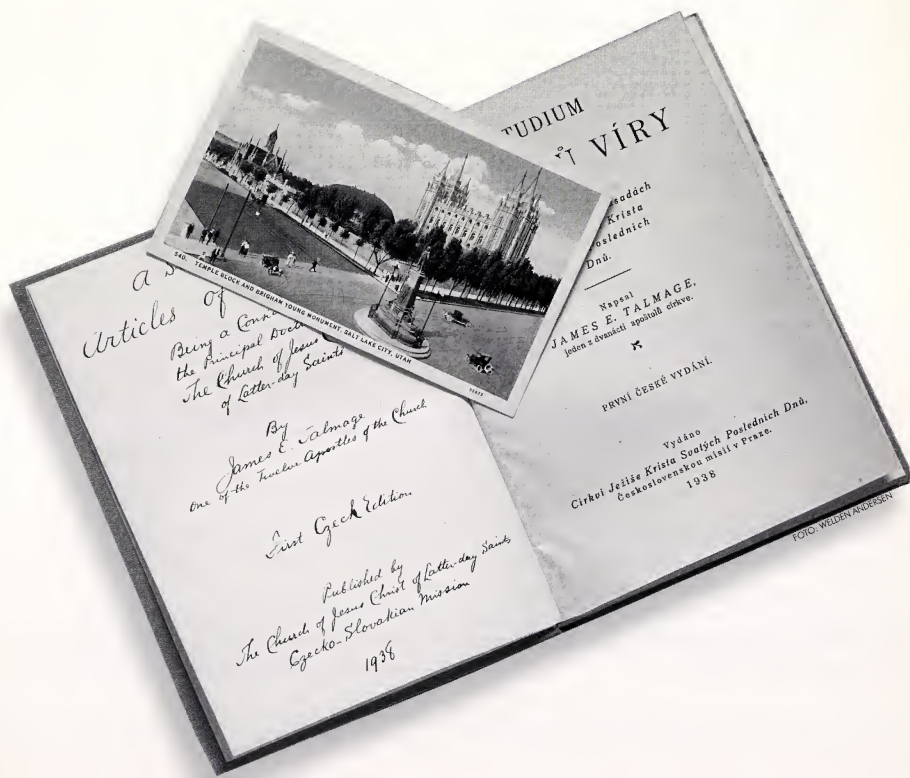 A
Articles of
Being a
the Principal
The Church of Jesus
of Latter-day Saints
By
James E. Talmage
One of the Twelve Apostles of the Church
First Czech Edition
Published by
The Church of Jesus Christ of Latter-day Saints
Czecko-Slovakian Mission
1938
540. TEMPLE BLOCK AND BRIGHAM YOUNG MONUMENT, SALT LAKE CITY, UTAH
TUDIUM
Ů VÍRY
sadách
Krista
Posledních
Dnů.
Napsal
JAMES E. TALMAGE,
jeden z dvanácti apoštolů církve.
PRVNÍ ČESKÉ VYDÁNÍ.
Vydáno
Církví Ježíše Krista Svatých Posledních Dnů,
Československou misií v Praze.
1938
FOTO: WELDEN ANDERSEN